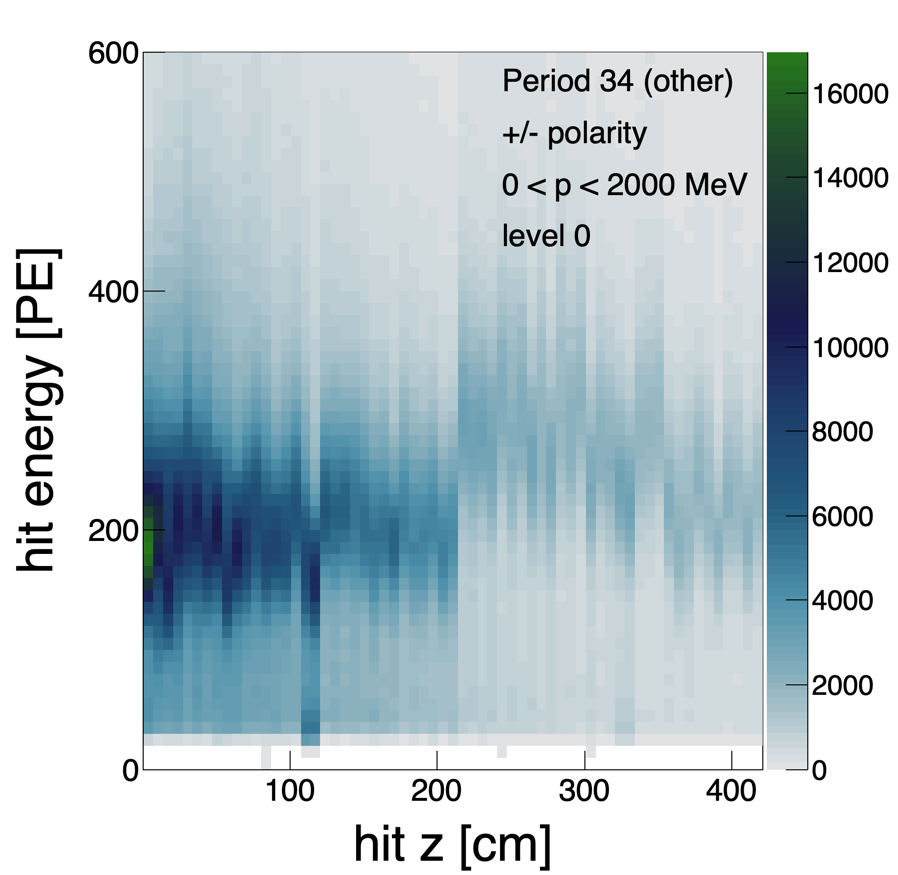 600
400
200
0
hit energy [PE]
Period 34 (other)
+/- polarity
0 < p < 2000 MeV
level 0
16000
14000
12000
10000
8000
6000
4000
2000
0
100 200 300 400
hit z [cm]